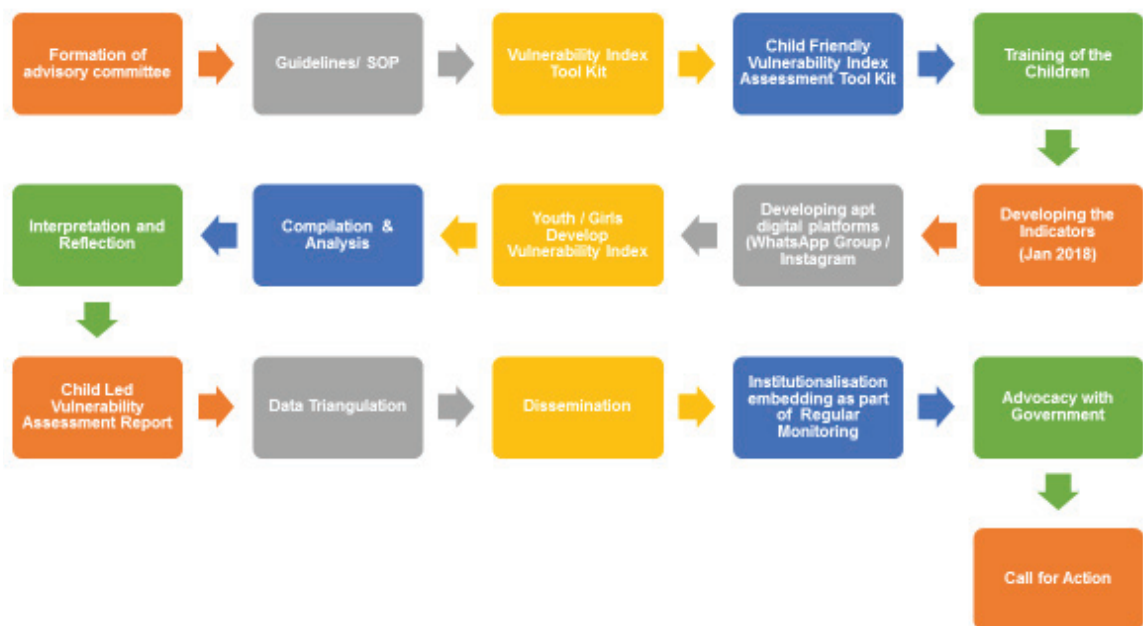 Formation of
advisory committee
Guidelines/ SOP
Vulnerability Index
Tool Kit
Child Friendly
Vulnerability Index
Assessment Tool Kit
Training of the
Children
Developing the
Indicators
(Jan 2018)
Developing apt
digital platforms
(WhatsApp Group /
Instagram
Youth / Girls
Develop
Vulnerability Index
Compilation &
Analysis
Interpretation and
Reflection
Child Led
Vulnerability
Assessment Report
Data Triangulation
Dissemination
Institutionalisation
embedding as part
of Regular
Monitoring
Advocacy with
Government
Call for Action